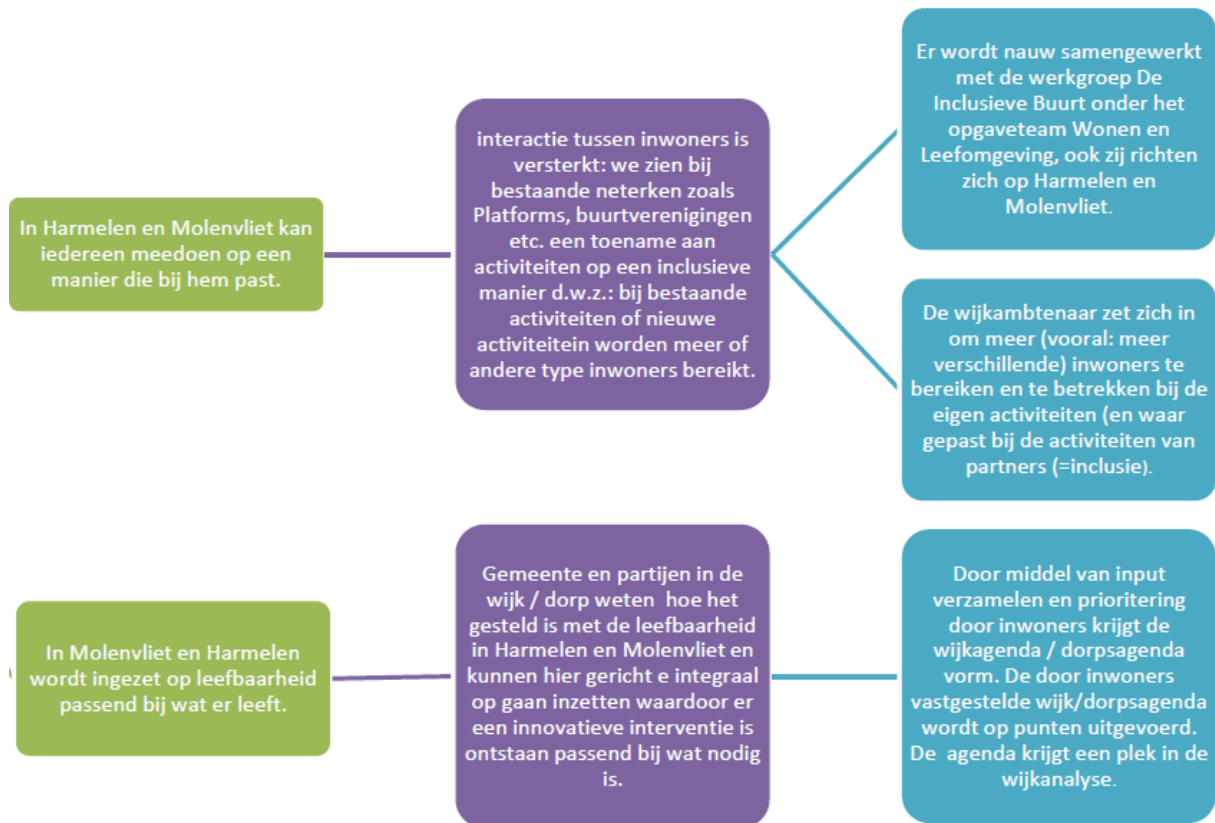 In Harmelen en Molenvliet kan
iedereen meedoen op een
manier die bij hem past.
interactie tussen inwoners is
versterkt: we zien bij
bestaande neterken zoals
Platforms, buurtverenigingen
etc. een toename aan
activiteiten op een inclusieve
manier d.w.z.: bij bestaande
activiteiten of nieuwe
activiteitein worden meer of
andere type inwoners bereikt.
Er wordt nauw samengewerkt
met de werkgroep De
Inclusieve Buurt onder het
opgaveteam Wonen en
Leefomgeving, ook zij richten
zich op Harmelen en
Molenvliet.
De wijkambtenaar zet zich in
om meer (vooral: meer
verschillende) inwoners te
bereiken en te betrekken bij de
eigen activiteiten (en waar
gepast bij de activiteiten van
partners (=inclusie).
In Molenvliet en Harmelen
wordt ingezet op leefbaarheid
passend bij wat er leeft.
Gemeente en partijen in de
wijk / dorp weten hoe het
gesteld is met de leefbaarheid
in Harmelen en Molenvliet en
kunnen hier gericht e integraal
op gaan inzetten waardoor er
een innovatieve interventie is
ontstaan passend bij wat nodig
is.
Door middel van input
verzamelen en prioritering
door inwoners krijgt de
wijkagenda / dorpsagenda
vorm. De door inwoners
vastgestelde wijk/dorpsagenda
wordt op punten uitgevoerd.
De agenda krijgt een plek in de
wijkanalyse.